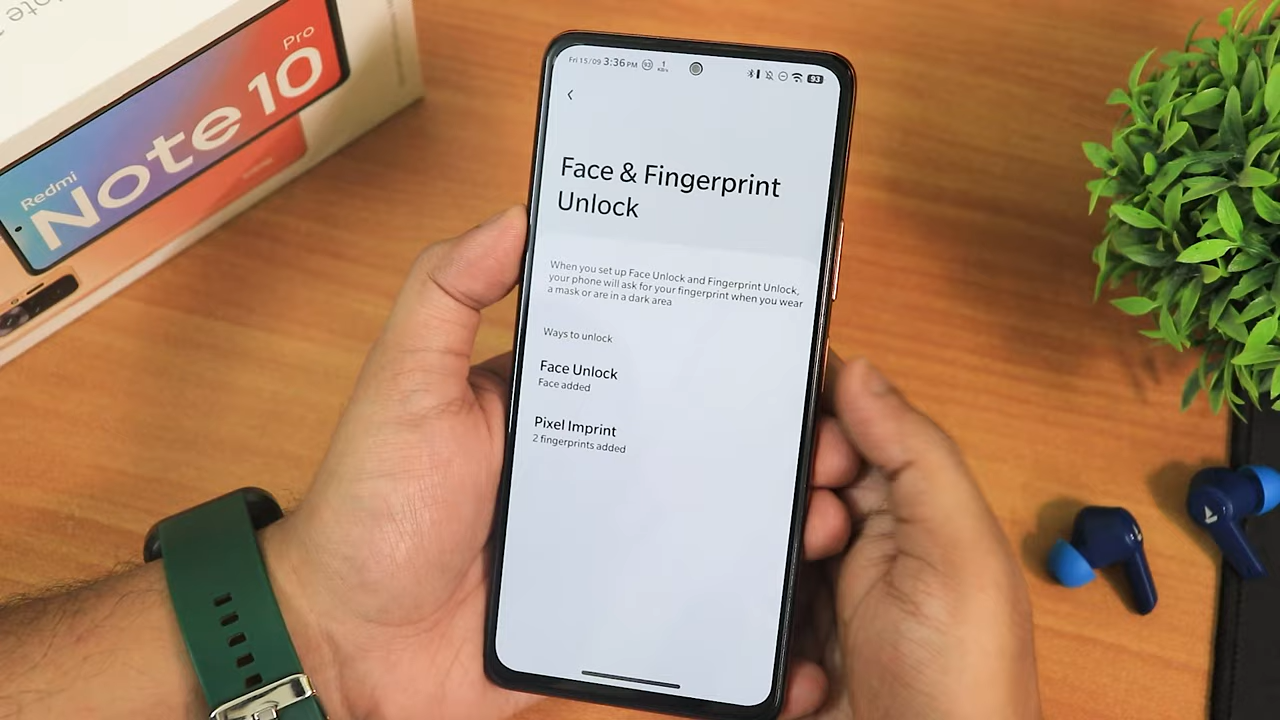 Redmi
Note 10
Pro
Fri 15/09 3:36 PM 93 1
93
Face & Fingerprint
Unlock
When you set up Face Unlock and Fingerprint Unlock,
your phone will ask for your fingerprint when you wear
a mask or are in a dark area
Ways to unlock
Face Unlock
Face added
Pixel Imprint
2 fingerprints added